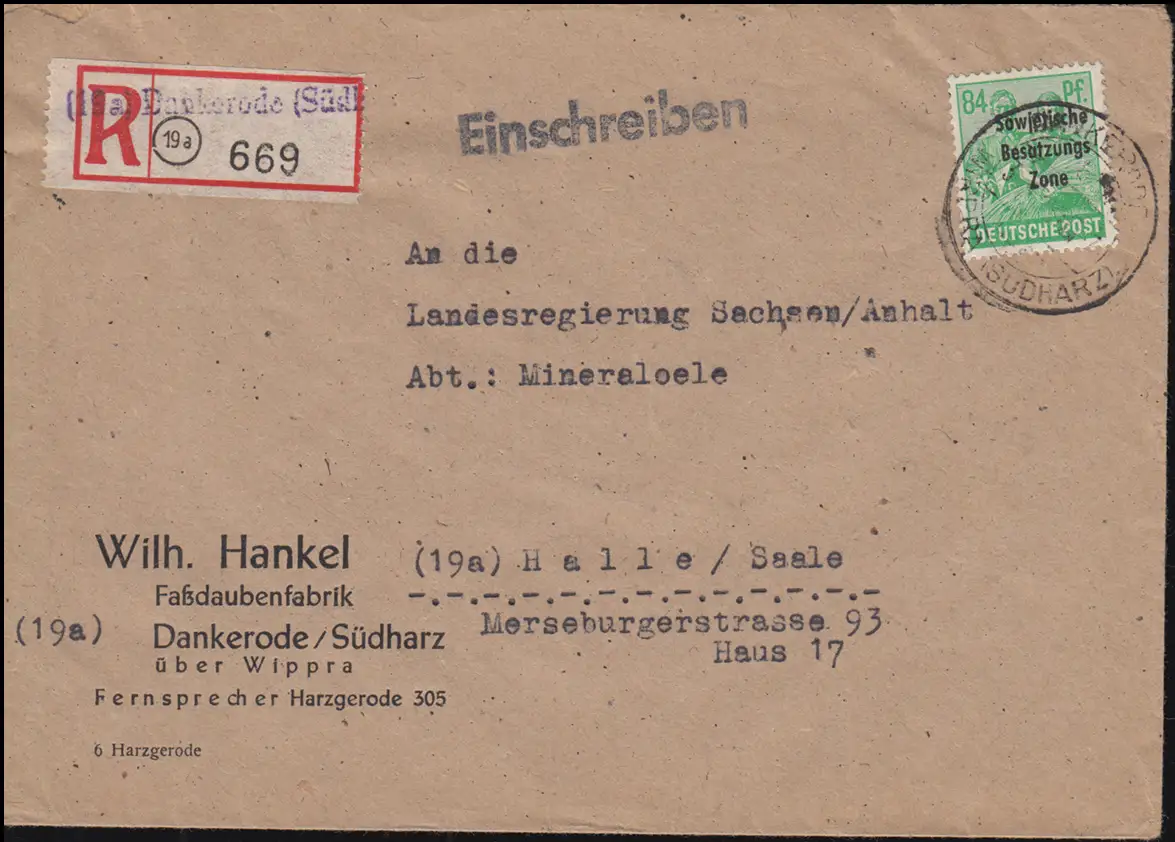 (19a) Dankerode (Südh
R
19a
669
Einschreiben
84 Pf.
Sowjetische
Besatzungs
Zone
DEUTSCHE POST
DANKERODE
(SÜDHARZ)
An die
Landesregierung Sachsen/Anhalt
Abt.: Mineraloele
(19a) H a l l e / Saale
-.-.-.-.-.-.-.-.-.-.-.-.-
Merseburgerstrasse 93
Haus 17
Wilh. Hankel
Faßdaubenfabrik
(19a) Dankerode/Südharz
über Wippra
Fernsprecher Harzgerode 305
6 Harzgerode